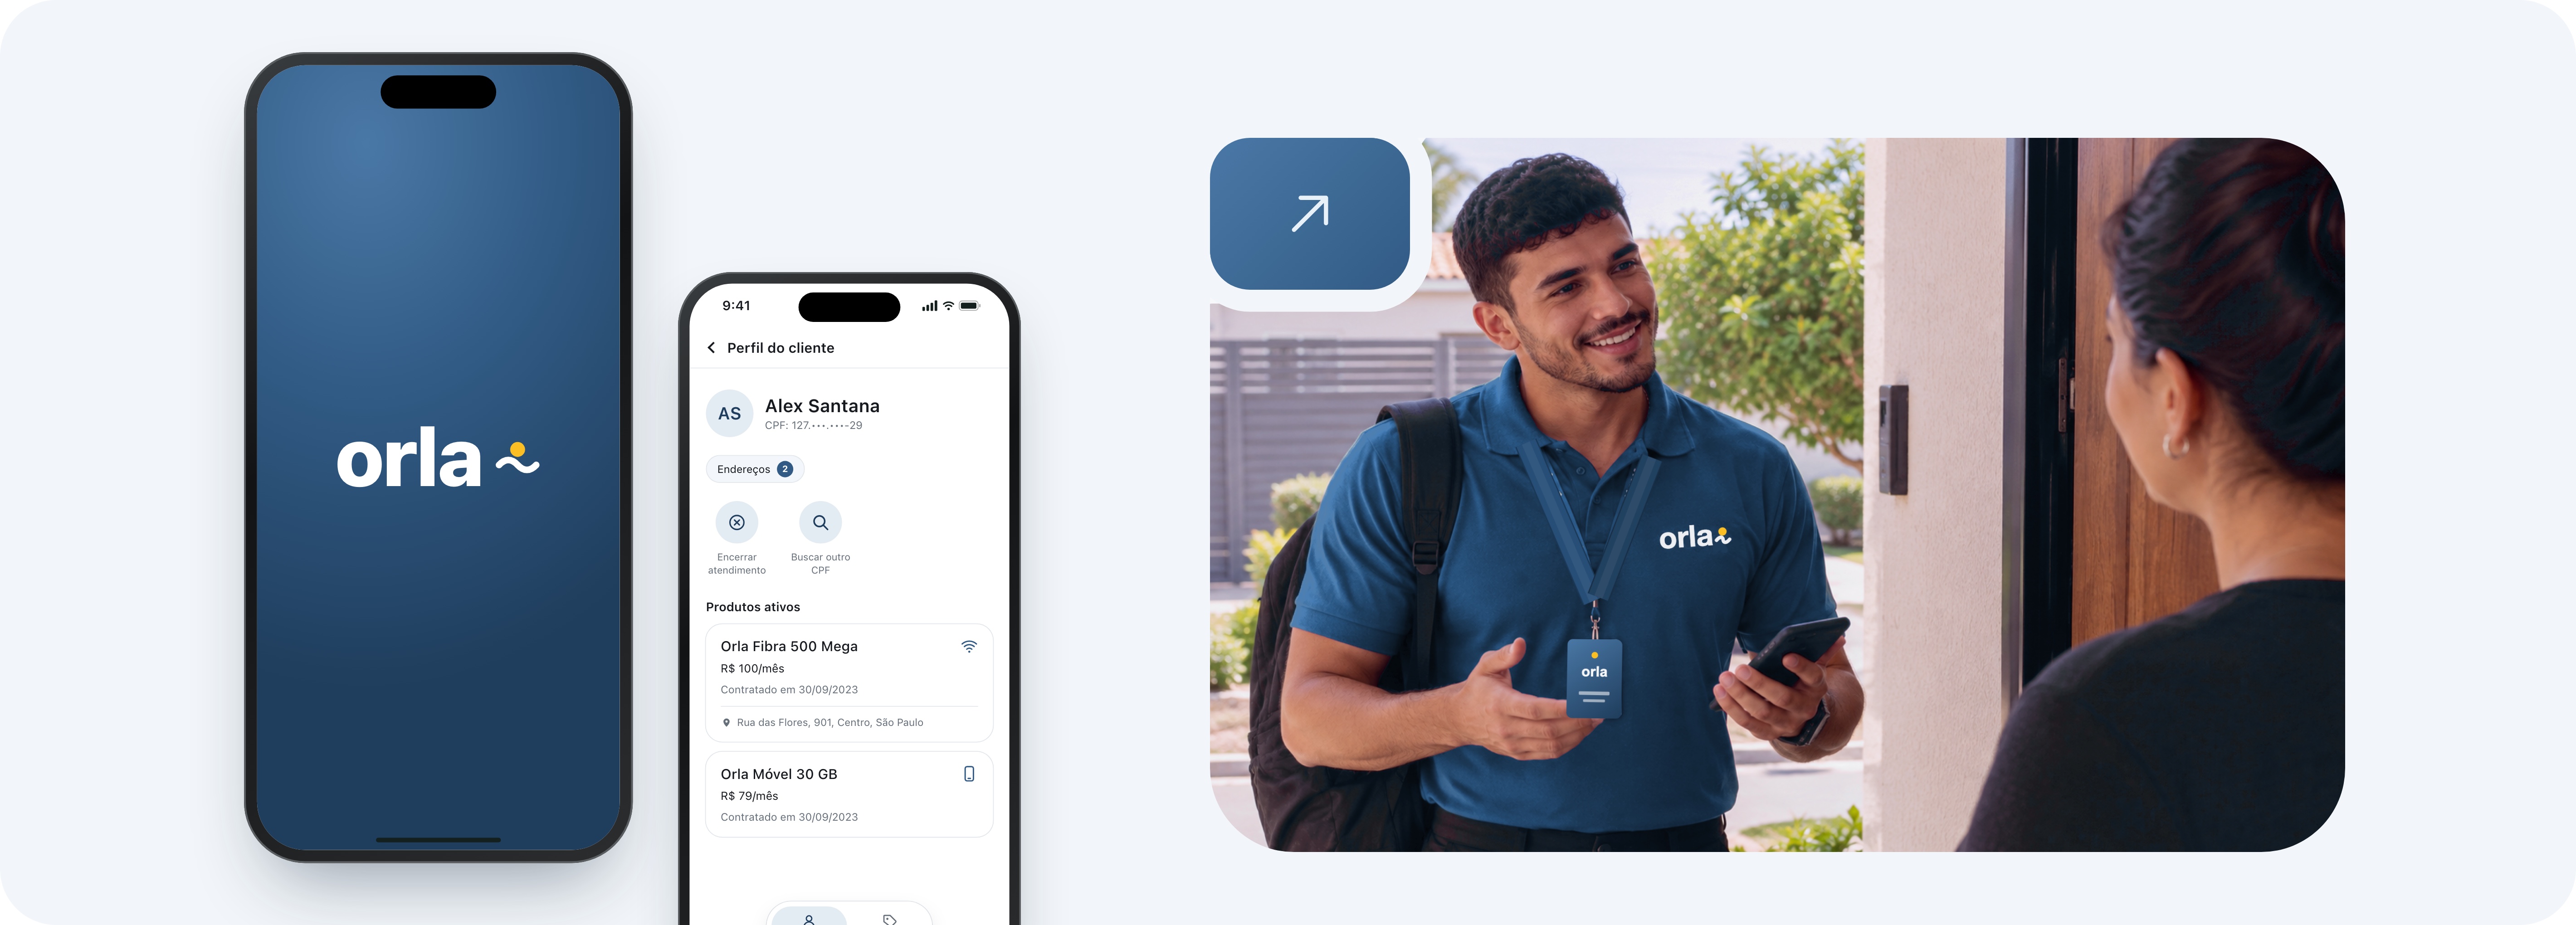 orla
9:41
Perfil do cliente
AS
Alex Santana
CPF: 127.•••.•••-29
Endereços 2
Encerrar
atendimento
Buscar outro
CPF
Produtos ativos
Orla Fibra 500 Mega
R$ 100/mês
Contratado em 30/09/2023
Rua das Flores, 901, Centro, São Paulo
Orla Móvel 30 GB
R$ 79/mês
Contratado em 30/09/2023
orla
orla